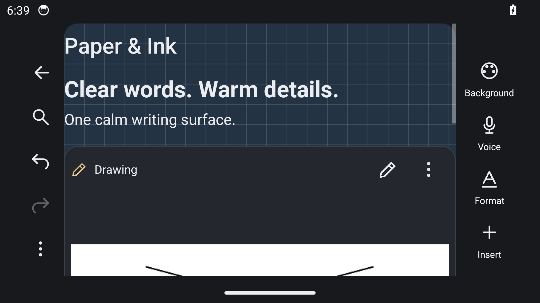 6:39
Paper & Ink
Clear words. Warm details.
One calm writing surface.
Drawing
Background
Voice
Format
Insert